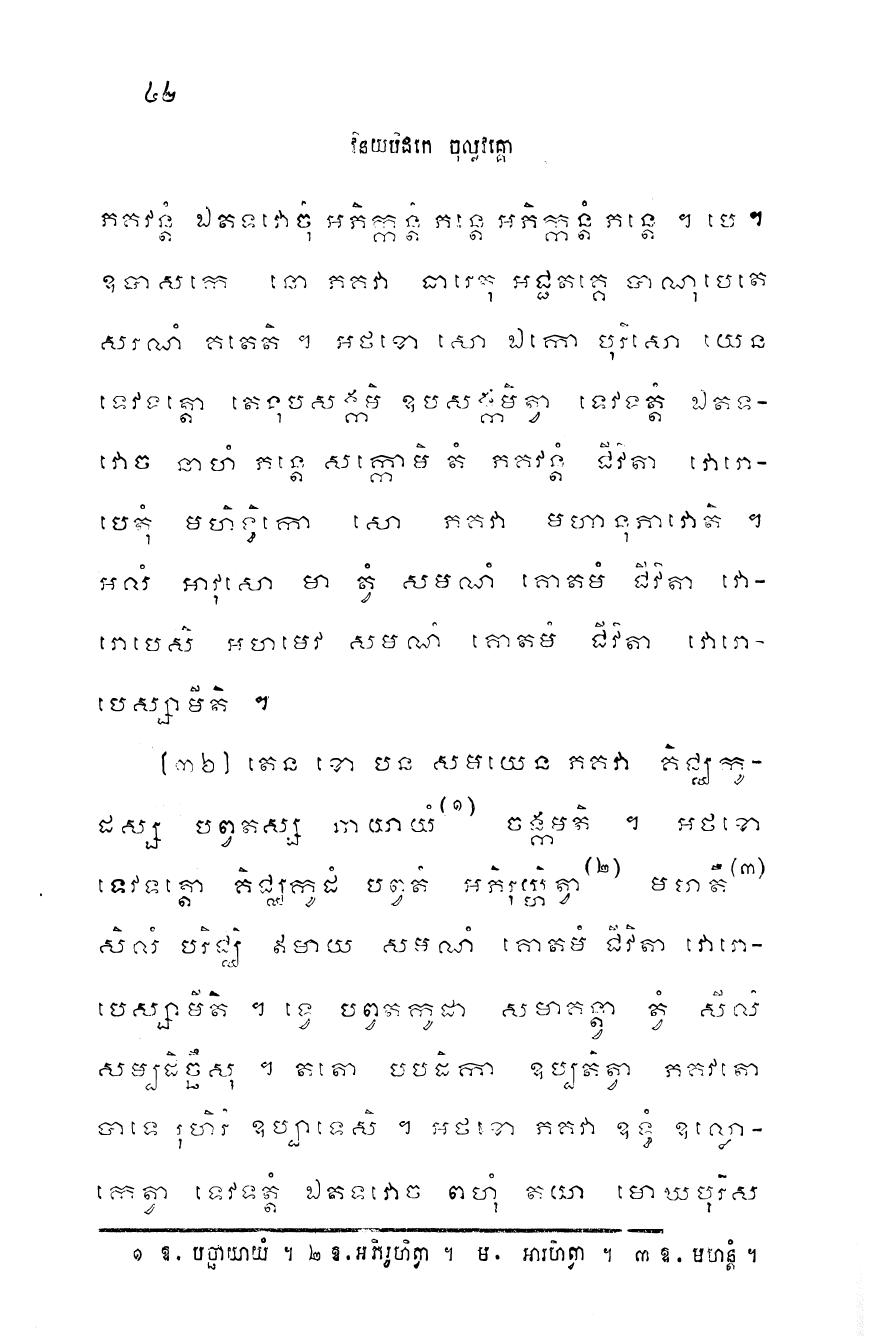 ៤២
វិនយបិដកេ ចុល្លវគ្គោ
ភគវន្តំ ឯតទវោចុំ អភិក្កន្តំ ភន្តេ អភិក្កន្តំ ភន្តេ ។ បេ ។
ឧបាសកេ នោ ភគវា ធារេតុ អជ្ជតគ្គេ បាណុបេតេ
សរណំ គតេតិ ។ អថខោ សោ ឯកោ បុរិសោ យេន
ទេវទត្តោ តេនុបសង្កមិ ឧបសង្កមិត្វា ទេវទត្តំ ឯតទ-
វោច នាហំ ភន្តេ សក្កោមិ តំ ភគវន្តំ ជីវិតា វោរោ-
បេតុំ មហិទ្ធិកោ សោ ភគវា មហានុភាវោតិ ។
អលំ អាវុសោ មា ត្វំ សមណំ គោតមំ ជីវិតា វោ-
រោបេសិ អហមេវ សមណំ គោតមំ ជីវិតា វោរោ-
បេស្សាមីតិ ។
(៣៦) តេន ខោ បន សមយេន ភគវា គិជ្ឈកូ-
ដស្ស បព្វតស្ស ឆាយាយំ(១) ចង្កមតិ ។ អថខោ
ទេវទត្តោ គិជ្ឈកូដំ បព្វតំ អភិរុយ្ហិត្វា(២) មហតឹ(៣)
សិលំ បរិជ្ឈិ ឥមាយ សមណំ គោតមំ ជីវិតា វោរោ-
បេស្សាមីតិ ។ ទ្វេ បព្វតកូដា សមាគន្ត្វា តំ សិលំ
សម្បដិច្ឆឹសុ ។ តតោ បបដិកា ឧប្បតិត្វា ភគវតោ
បាទេ រុហិរំ ឧប្បាទេសិ ។ អថខោ ភគវា ឧទ្ធំ ឧល្លោ-
កេត្វា ទេវទត្តំ ឯតទវោច ពហុំ តយា មោឃបុរិស
១ ឧ. បច្ឆាយាយំ ។ ២ ឱ.អភិរូហិត្វា ។ ម. អារហិត្វា ។ ៣ ឱ. មហន្តំ ។